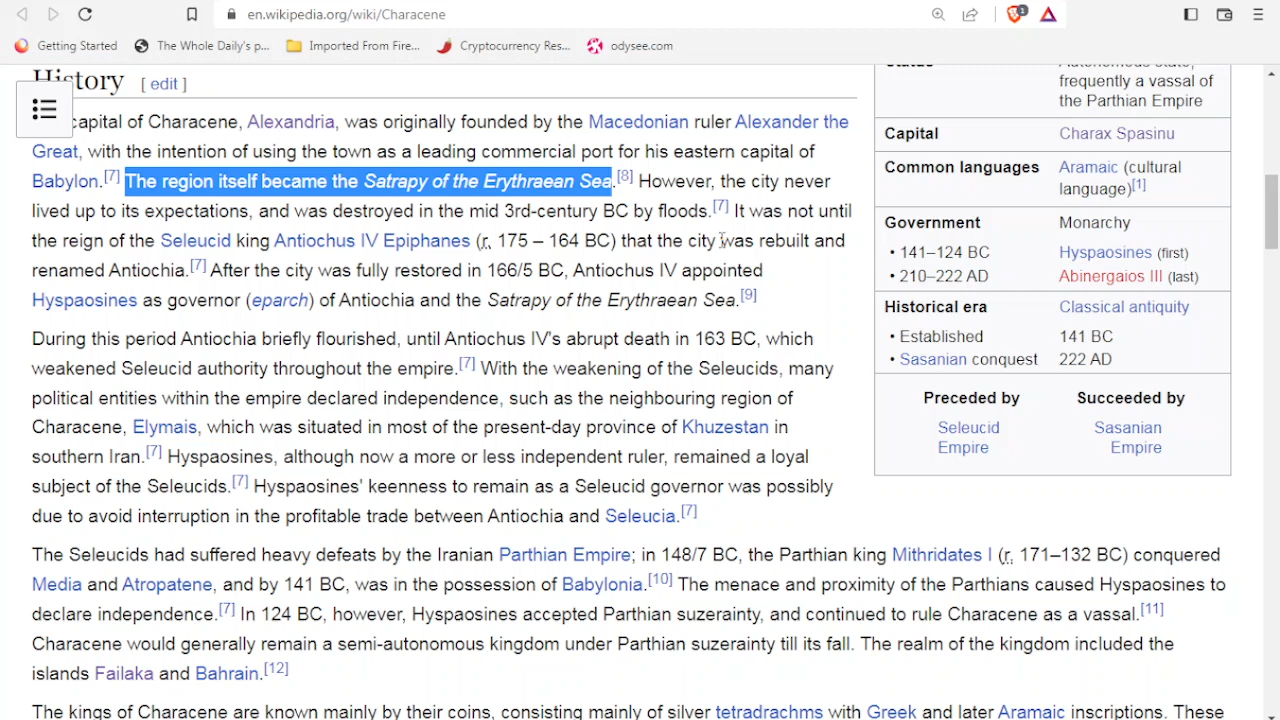 en.wikipedia.org/wiki/Characene
1
Getting Started The Whole Daily's p... Imported From Fire... Cryptocurrency Res... odysee.com
History [ edit ]
capital of Characene, Alexandria, was originally founded by the Macedonian ruler Alexander the
Great, with the intention of using the town as a leading commercial port for his eastern capital of
Babylon.[7] The region itself became the Satrapy of the Erythraean Sea.[8] However, the city never
lived up to its expectations, and was destroyed in the mid 3rd-century BC by floods.[7] It was not until
the reign of the Seleucid king Antiochus IV Epiphanes (r. 175 – 164 BC) that the city was rebuilt and
renamed Antiochia.[7] After the city was fully restored in 166/5 BC, Antiochus IV appointed
Hyspaosines as governor (eparch) of Antiochia and the Satrapy of the Erythraean Sea.[9]
During this period Antiochia briefly flourished, until Antiochus IV's abrupt death in 163 BC, which
weakened Seleucid authority throughout the empire.[7] With the weakening of the Seleucids, many
political entities within the empire declared independence, such as the neighbouring region of
Characene, Elymais, which was situated in most of the present-day province of Khuzestan in
southern Iran.[7] Hyspaosines, although now a more or less independent ruler, remained a loyal
subject of the Seleucids.[7] Hyspaosines' keenness to remain as a Seleucid governor was possibly
due to avoid interruption in the profitable trade between Antiochia and Seleucia.[7]
The Seleucids had suffered heavy defeats by the Iranian Parthian Empire; in 148/7 BC, the Parthian king Mithridates I (r. 171–132 BC) conquered
Media and Atropatene, and by 141 BC, was in the possession of Babylonia.[10] The menace and proximity of the Parthians caused Hyspaosines to
declare independence.[7] In 124 BC, however, Hyspaosines accepted Parthian suzerainty, and continued to rule Characene as a vassal.[11]
Characene would generally remain a semi-autonomous kingdom under Parthian suzerainty till its fall. The realm of the kingdom included the
islands Failaka and Bahrain.[12]
The kings of Characene are known mainly by their coins, consisting mainly of silver tetradrachms with Greek and later Aramaic inscriptions. These
Status Autonomous state,
frequently a vassal of
the Parthian Empire
Capital Charax Spasinu
Common languages Aramaic (cultural
language)[1]
Government Monarchy
• 141–124 BC Hyspaosines (first)
• 210–222 AD Abinergaios III (last)
Historical era Classical antiquity
• Established 141 BC
• Sasanian conquest 222 AD
Preceded by Succeeded by
Seleucid Sasanian
Empire Empire